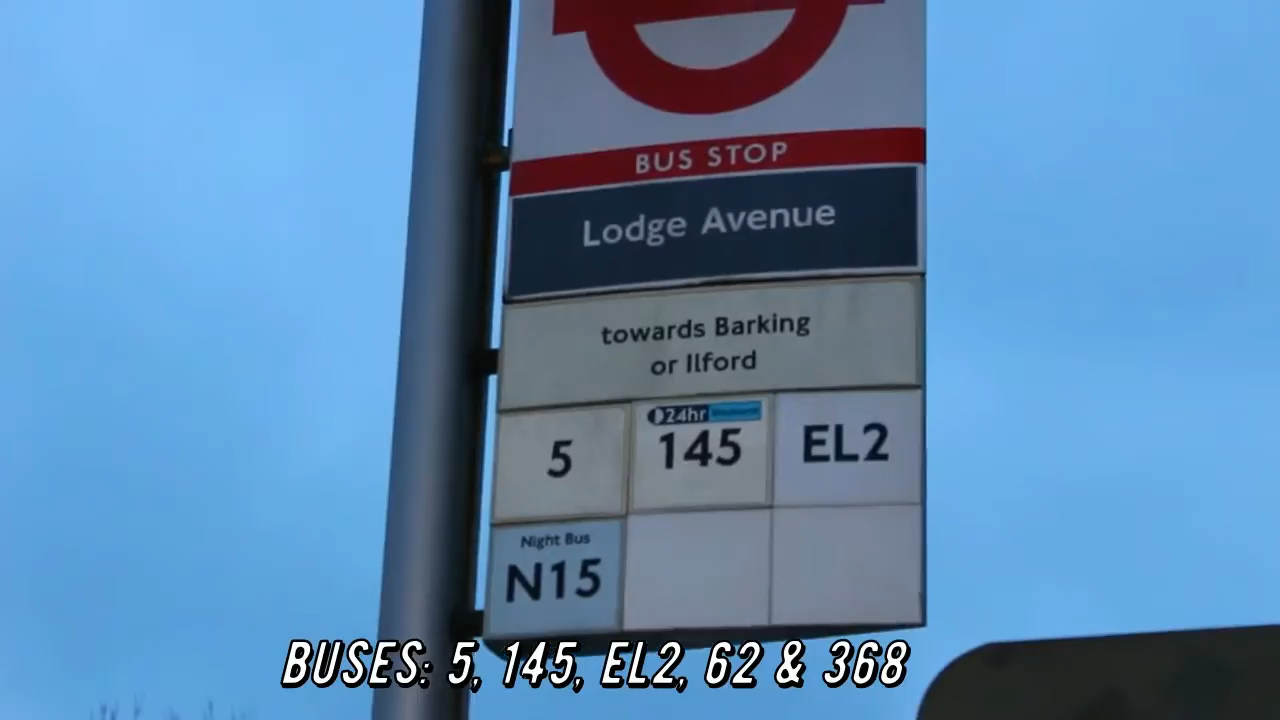 BUS STOP
Lodge Avenue
towards Barking
or Ilford
5
24hr
145
EL2
Night Bus
N15
BUSES: 5, 145, EL2, 62 & 368